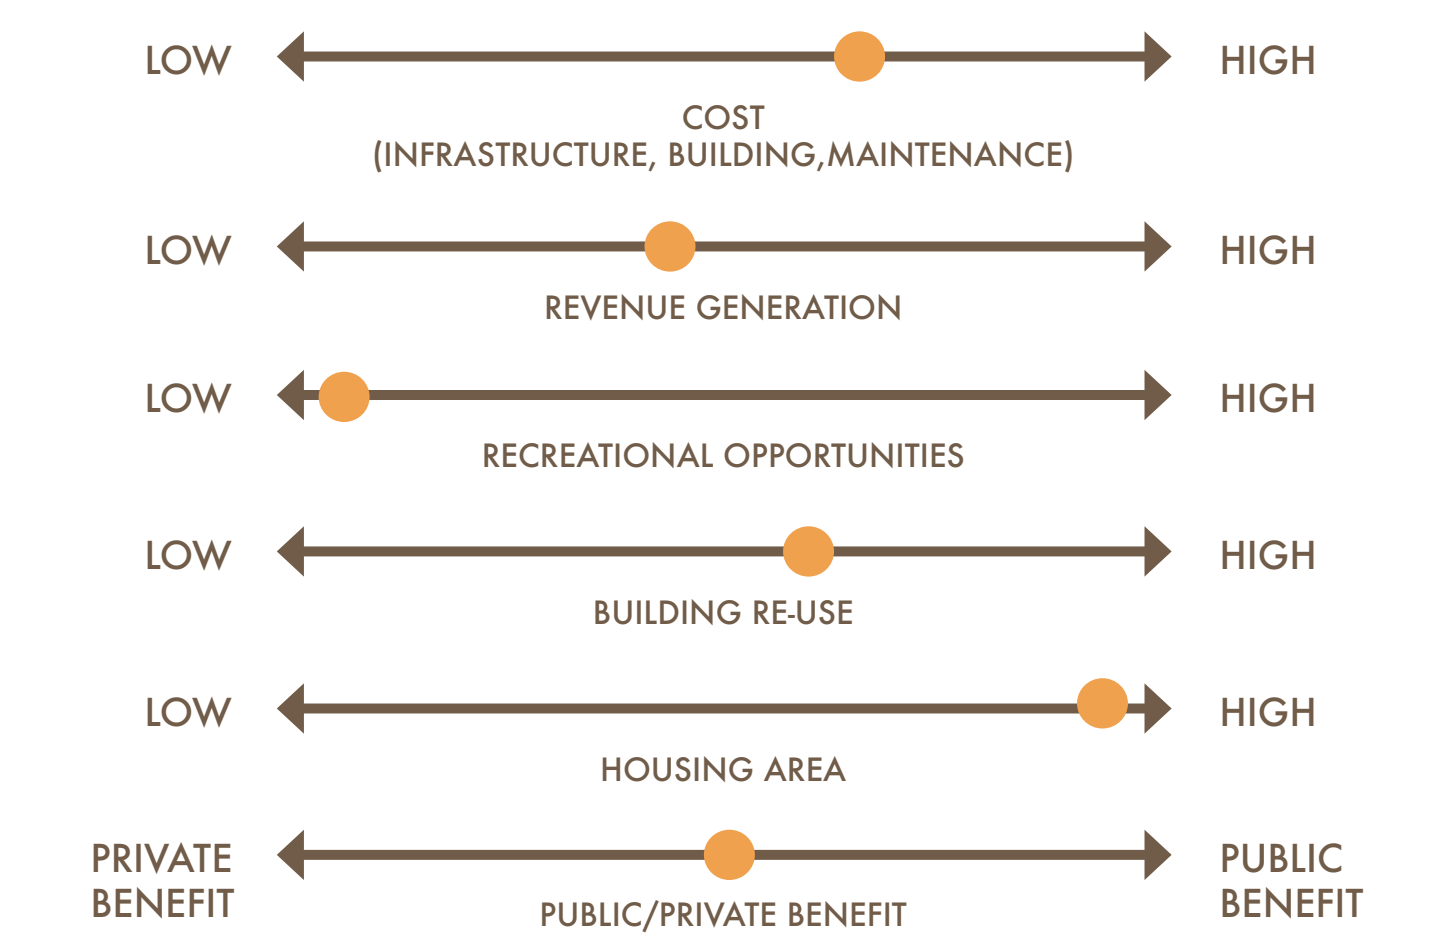 LOW HIGH
COST
(INFRASTRUCTURE, BUILDING,MAINTENANCE)
LOW HIGH
REVENUE GENERATION
LOW HIGH
RECREATIONAL OPPORTUNITIES
LOW HIGH
BUILDING RE-USE
LOW HIGH
HOUSING AREA
PRIVATE BENEFIT
PUBLIC BENEFIT
PUBLIC/PRIVATE BENEFIT